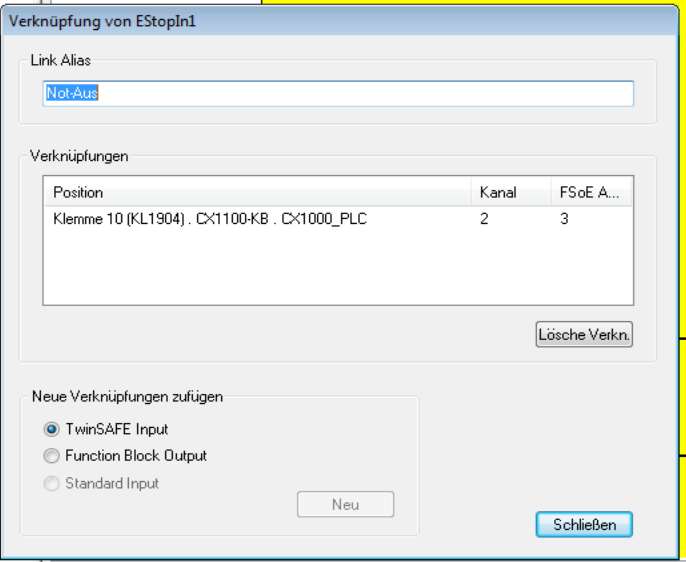 Verknüpfung von EStopIn1
Link Alias
Not-Aus
Verknüpfungen
Position Kanal FSoE A...
Klemme 10 (KL1904) . CX1100-KB . CX1000_PLC 2 3
Lösche Verkn.
Neue Verknüpfungen zufügen
TwinSAFE Input
Function Block Output
Standard Input
Neu
Schließen